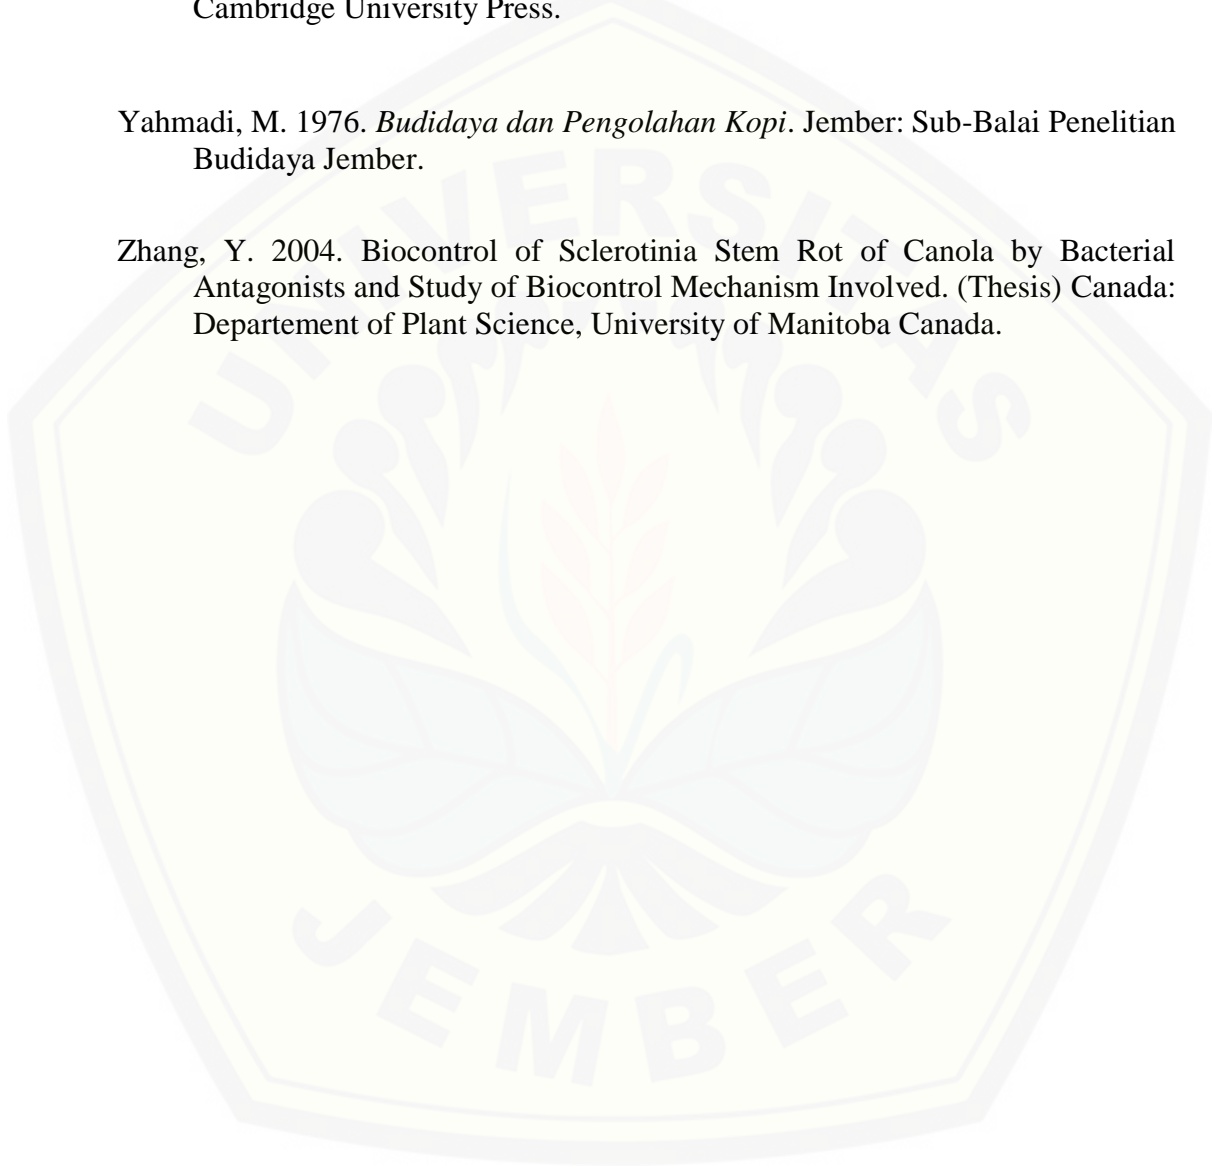 Cambridge University Press.
Yahmadi, M. 1976. Budidaya dan Pengolahan Kopi. Jember: Sub-Balai Penelitian
Budidaya Jember.
Zhang, Y. 2004. Biocontrol of Sclerotinia Stem Rot of Canola by Bacterial
Antagonists and Study of Biocontrol Mechanism Involved. (Thesis) Canada:
Departement of Plant Science, University of Manitoba Canada.
UNIVERSITAS
JEMBER